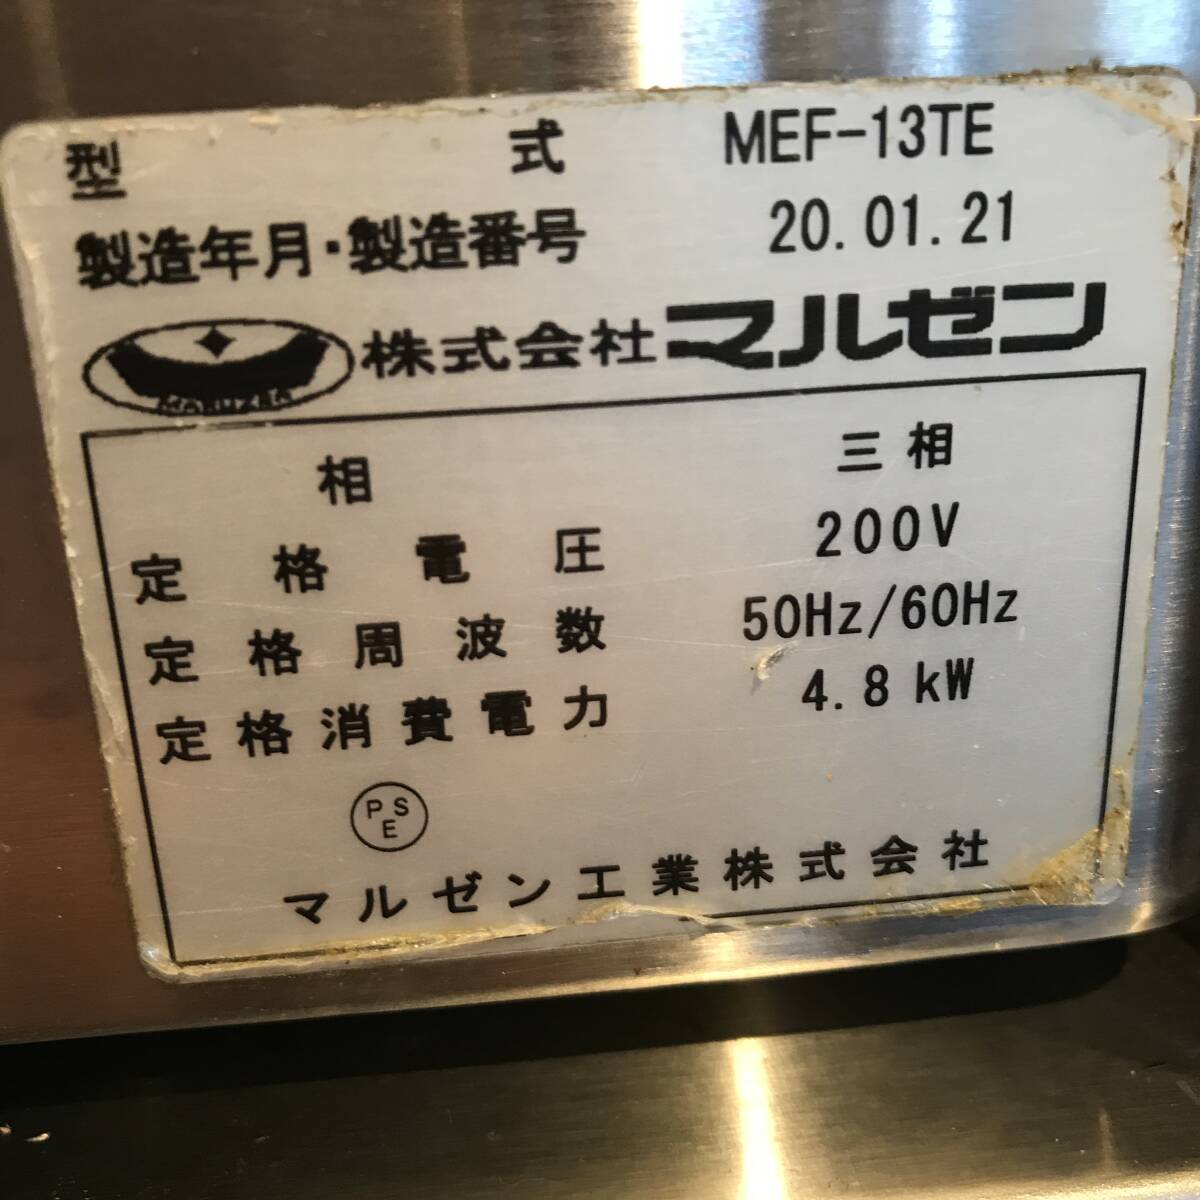 型式 MEF-13TE
製造年月・製造番号 20.01.21
MARUZEN 株式会社マルゼン
相 三相
定格電圧 200V
定格周波数 50Hz/60Hz
定格消費電力 4.8 kW
PSE
マルゼン工業株式会社